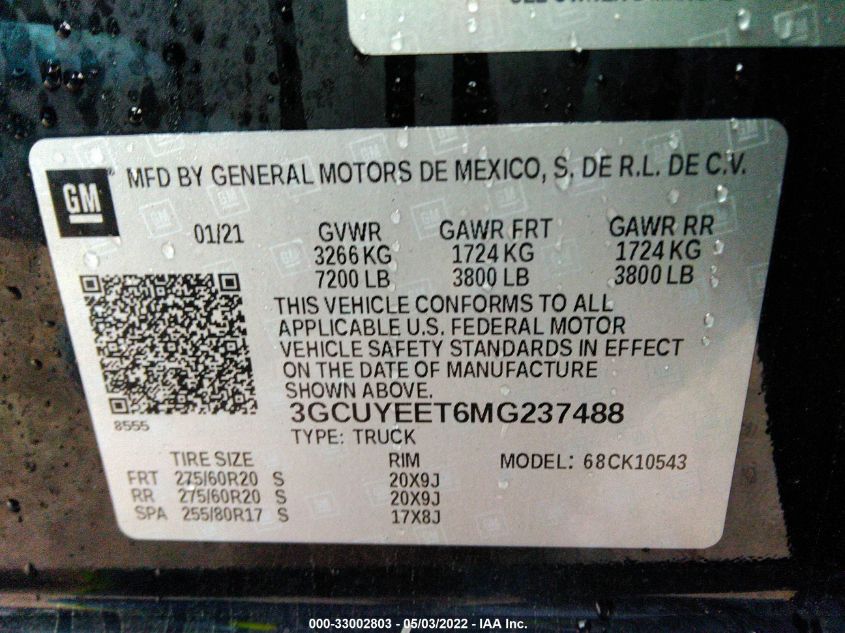 MFD BY GENERAL MOTORS DE MEXICO, S. DE R.L. DE C.V.
GM
01/21 GVWR GAWR FRT GAWR RR
3266 KG 1724 KG 1724 KG
7200 LB 3800 LB 3800 LB
THIS VEHICLE CONFORMS TO ALL
APPLICABLE U.S. FEDERAL MOTOR
VEHICLE SAFETY STANDARDS IN EFFECT
ON THE DATE OF MANUFACTURE
SHOWN ABOVE.
8555 3GCUYEET6MG237488
TYPE: TRUCK
TIRE SIZE RIM MODEL: 68CK10543
FRT 275/60R20 S 20X9J
RR 275/60R20 S 20X9J
SPA 255/80R17 S 17X8J
000-33002803 - 05/03/2022 - IAA Inc.